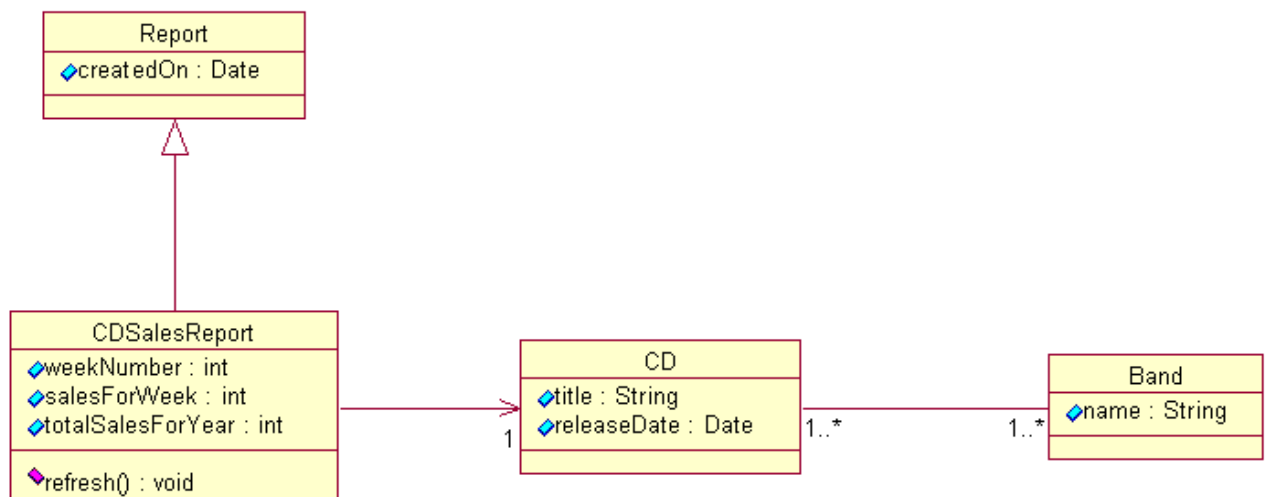 Report
createdOn : Date
CDSalesReport
weekNumber : int
salesForWeek : int
totalSalesForYear : int
refresh() : void
1
CD
title : String
releaseDate : Date
1..*
1..*
Band
name : String